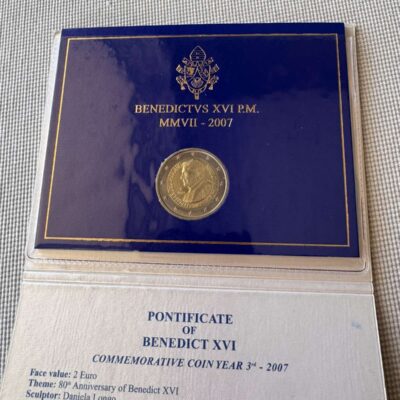 BENEDICTVS XVI P.M.
MMVII - 2007
PONTIFICATE
OF
BENEDICT XVI
COMMEMORATIVE COIN YEAR 3rd - 2007
Face value: 2 Euro
Theme: 80th Anniversary of Benedict XVI
Sculptor: Daniela Longo